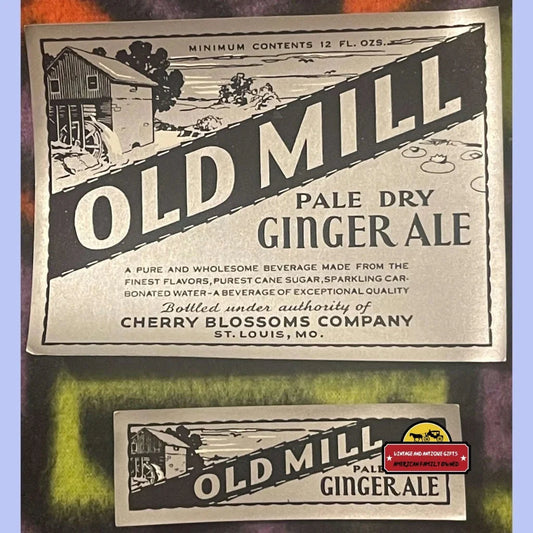 MINIMUM CONTENTS 12 FL. OZS.
OLD MILL
PALE DRY
GINGER ALE
A PURE AND WHOLESOME BEVERAGE MADE FROM THE
FINEST FLAVORS, PUREST CANE SUGAR, SPARKLING CAR-
BONATED WATER-A BEVERAGE OF EXCEPTIONAL QUALITY
Bottled under authority of
CHERRY BLOSSOMS COMPANY
ST. LOUIS, MO.
OLD MILL
PALE
GINGER ALE
VINTAGE AND ANTIQUE GIFTS
AMERICAN FAMILY OWNED